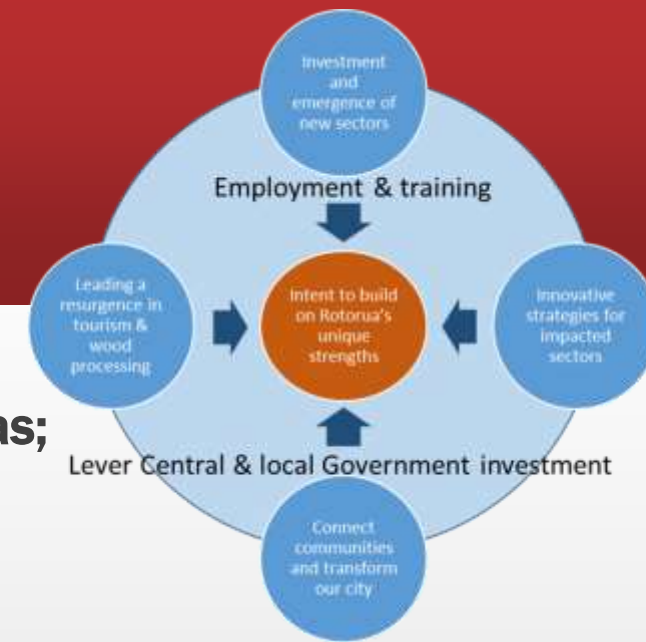 Investment
and
emergence of
new sectors
Employment & training
Leading a
resurgence in
tourism &
wood
processing
Intent to build
on Rotorua's
unique
strengths
Innovative
strategies for
impacted
sectors
as;
Lever Central & local Government investment
Connect
communities
and transform
our city